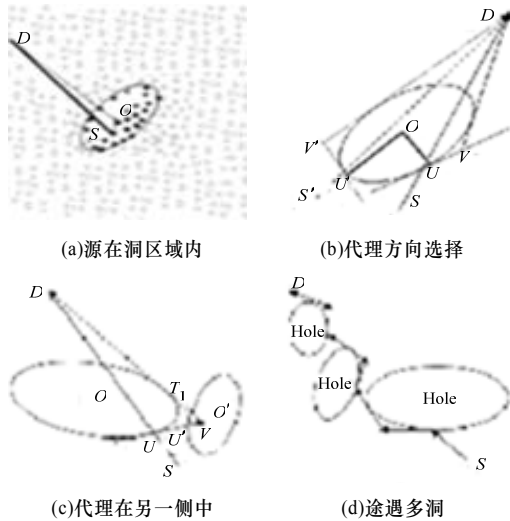 D
O
S
(a)源在洞区域内
D
O
V'
U'
U
V
S'
S
(b)代理方向选择
D
O
T₁
O'
U
U'
V
S
(c)代理在另一侧中
D
Hole
Hole
Hole
S
(d)途遇多洞